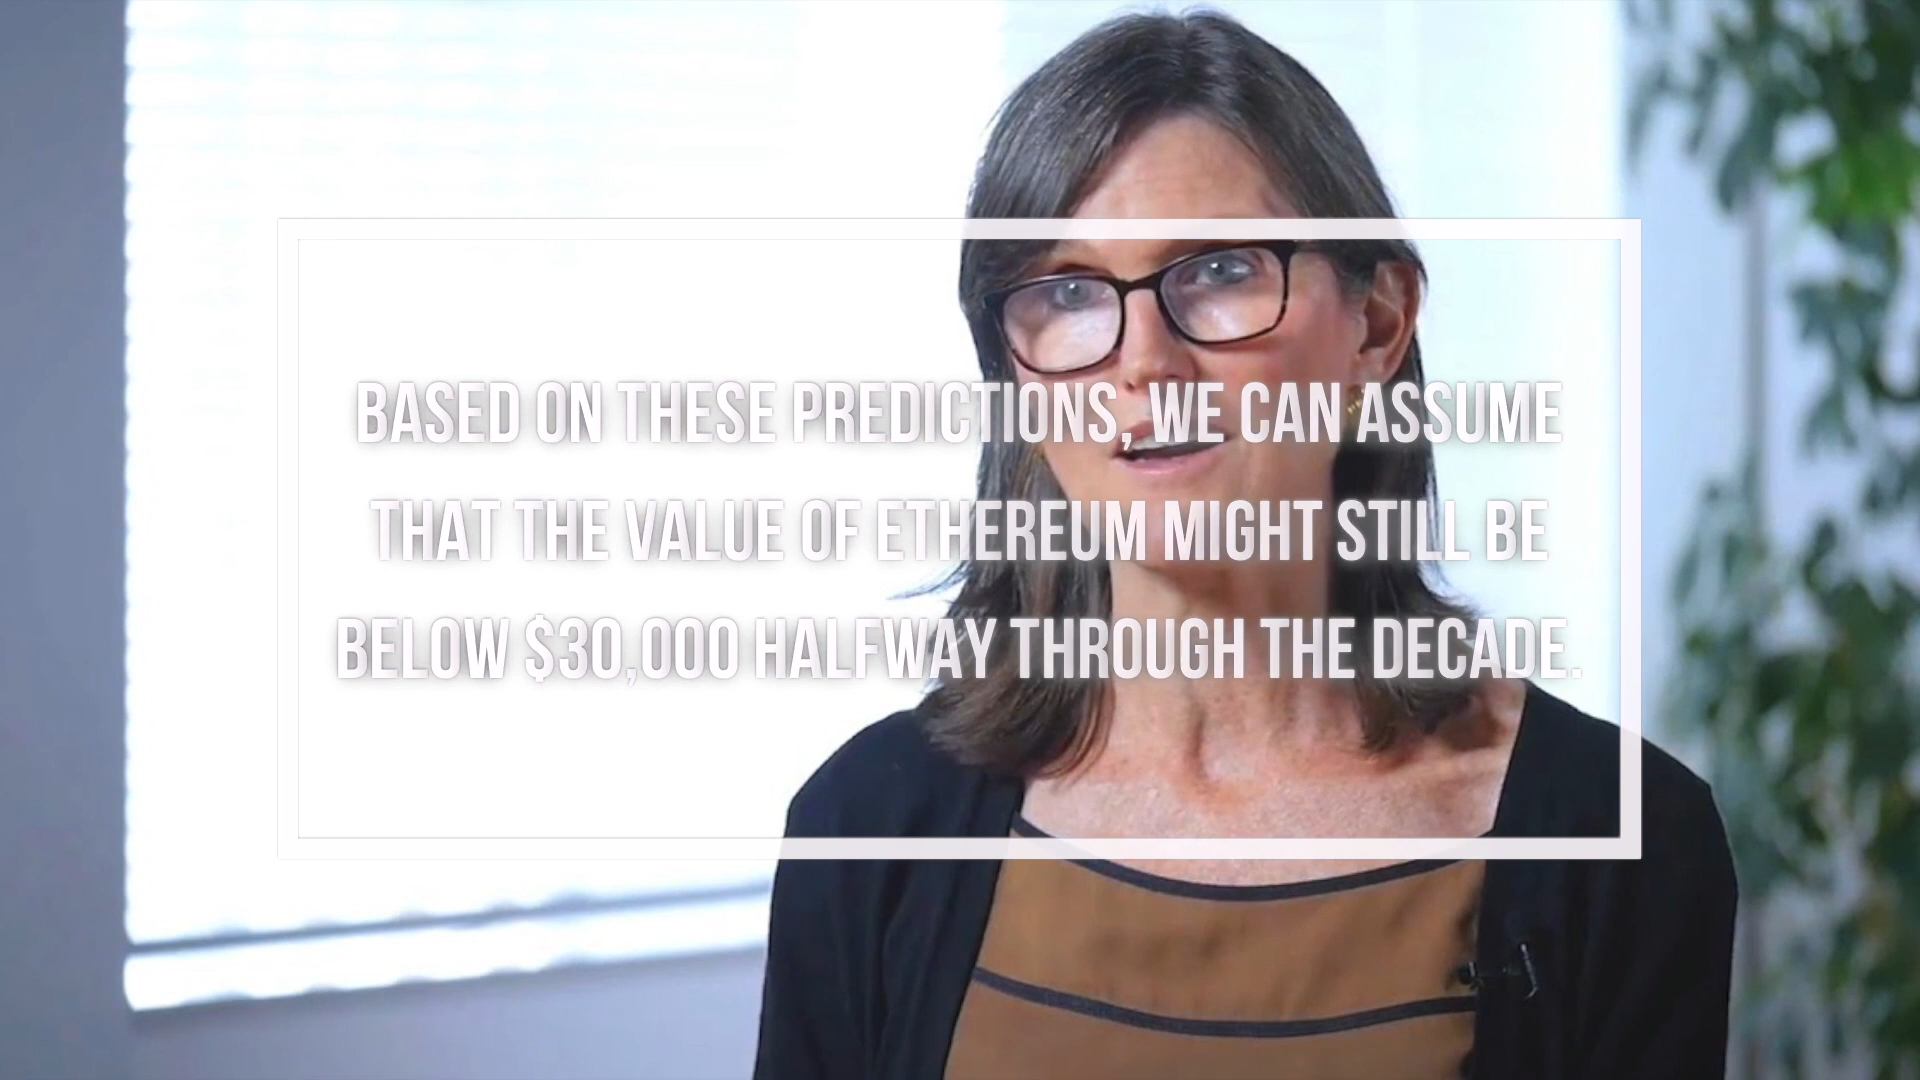 BASED ON THESE PREDICTIONS, WE CAN ASSUME
THAT THE VALUE OF ETHEREUM MIGHT STILL BE
BELOW $30,000 HALFWAY THROUGH THE DECADE.